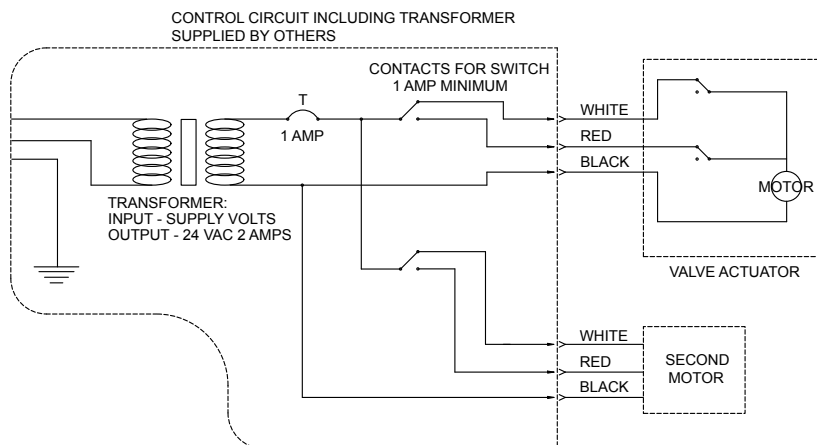 CONTROL CIRCUIT INCLUDING TRANSFORMER
SUPPLIED BY OTHERS
CONTACTS FOR SWITCH
1 AMP MINIMUM
T
1 AMP
WHITE
RED
BLACK
MOTOR
TRANSFORMER:
INPUT - SUPPLY VOLTS
OUTPUT - 24 VAC 2 AMPS
VALVE ACTUATOR
WHITE
RED
BLACK
SECOND
MOTOR